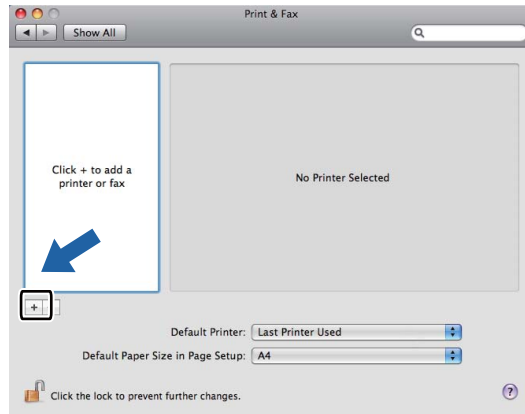 Print & Fax
Show All
Click + to add a
printer or fax
No Printer Selected
+
Default Printer: Last Printer Used
Default Paper Size in Page Setup: A4
Click the lock to prevent further changes.
?